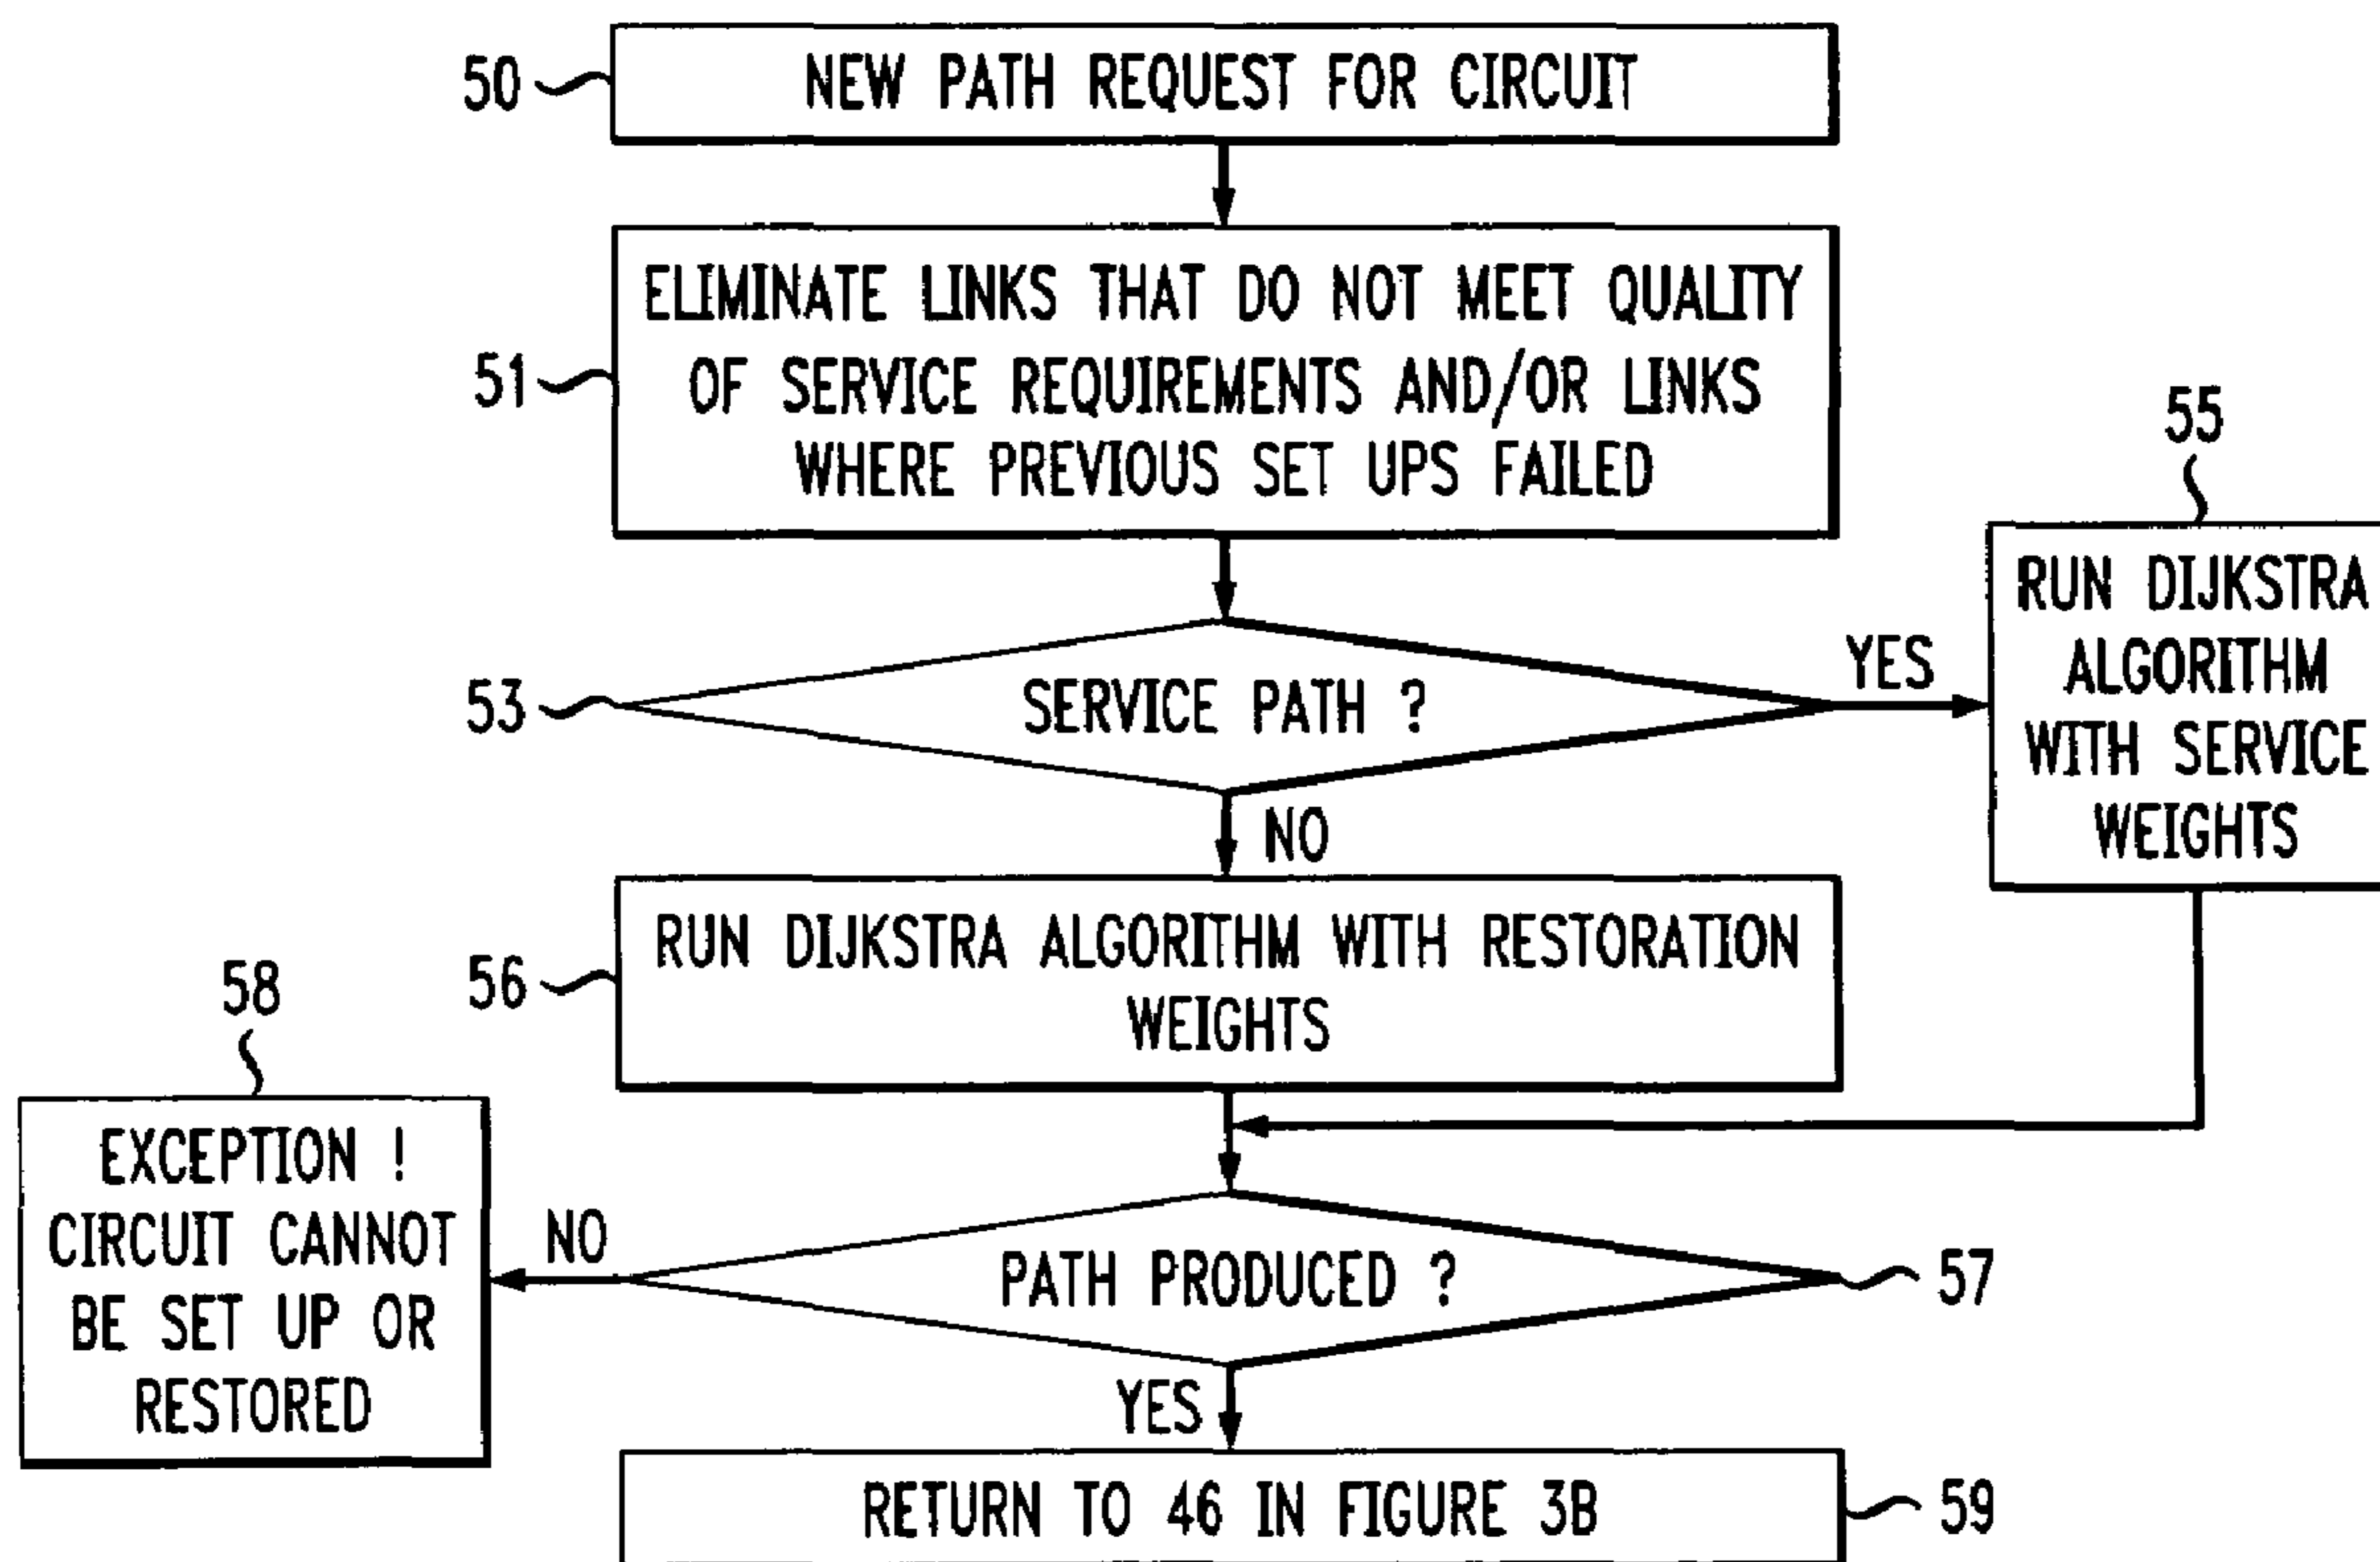 50
NEW PATH REQUEST FOR CIRCUIT
51
ELIMINATE LINKS THAT DO NOT MEET QUALITY
OF SERVICE REQUIREMENTS AND/OR LINKS
WHERE PREVIOUS SET UPS FAILED
53
SERVICE PATH ?
YES
55
RUN DIJKSTRA
ALGORITHM
WITH SERVICE
WEIGHTS
NO
56
RUN DIJKSTRA ALGORITHM WITH RESTORATION
WEIGHTS
57
PATH PRODUCED ?
NO
58
EXCEPTION !
CIRCUIT CANNOT
BE SET UP OR
RESTORED
YES
RETURN TO 46 IN FIGURE 3B
59